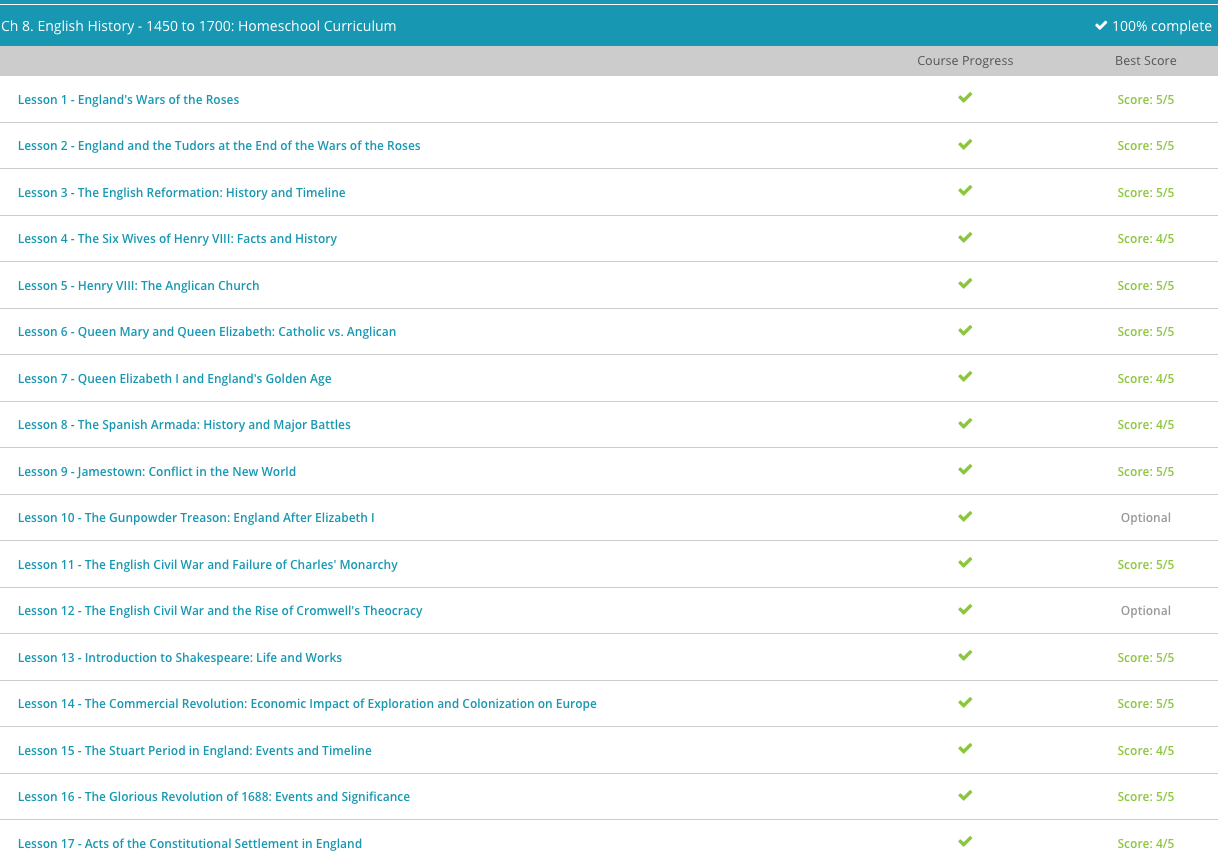 Ch 8. English History - 1450 to 1700: Homeschool Curriculum 100% complete
Course Progress Best Score
Lesson 1 - England's Wars of the Roses Score: 5/5
Lesson 2 - England and the Tudors at the End of the Wars of the Roses Score: 5/5
Lesson 3 - The English Reformation: History and Timeline Score: 5/5
Lesson 4 - The Six Wives of Henry VIII: Facts and History Score: 4/5
Lesson 5 - Henry VIII: The Anglican Church Score: 5/5
Lesson 6 - Queen Mary and Queen Elizabeth: Catholic vs. Anglican Score: 5/5
Lesson 7 - Queen Elizabeth I and England's Golden Age Score: 4/5
Lesson 8 - The Spanish Armada: History and Major Battles Score: 4/5
Lesson 9 - Jamestown: Conflict in the New World Score: 5/5
Lesson 10 - The Gunpowder Treason: England After Elizabeth I Optional
Lesson 11 - The English Civil War and Failure of Charles' Monarchy Score: 5/5
Lesson 12 - The English Civil War and the Rise of Cromwell's Theocracy Optional
Lesson 13 - Introduction to Shakespeare: Life and Works Score: 5/5
Lesson 14 - The Commercial Revolution: Economic Impact of Exploration and Colonization on Europe Score: 5/5
Lesson 15 - The Stuart Period in England: Events and Timeline Score: 4/5
Lesson 16 - The Glorious Revolution of 1688: Events and Significance Score: 5/5
Lesson 17 - Acts of the Constitutional Settlement in England Score: 4/5